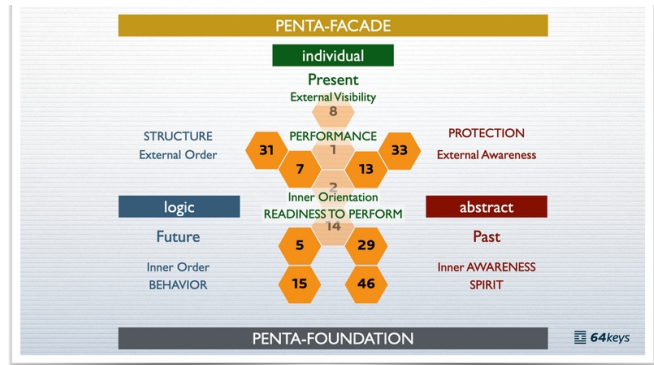 PENTA-FACADE
individual
Present
External Visibility
8
STRUCTURE
External Order
PERFORMANCE
PROTECTION
External Awareness
31
1
33
7
13
2
Inner Orientation
READINESS TO PERFORM
logic
abstract
14
Future
Past
5
29
Inner Order
BEHAVIOR
Inner AWARENESS
SPIRIT
15
46
PENTA-FOUNDATION
64keys